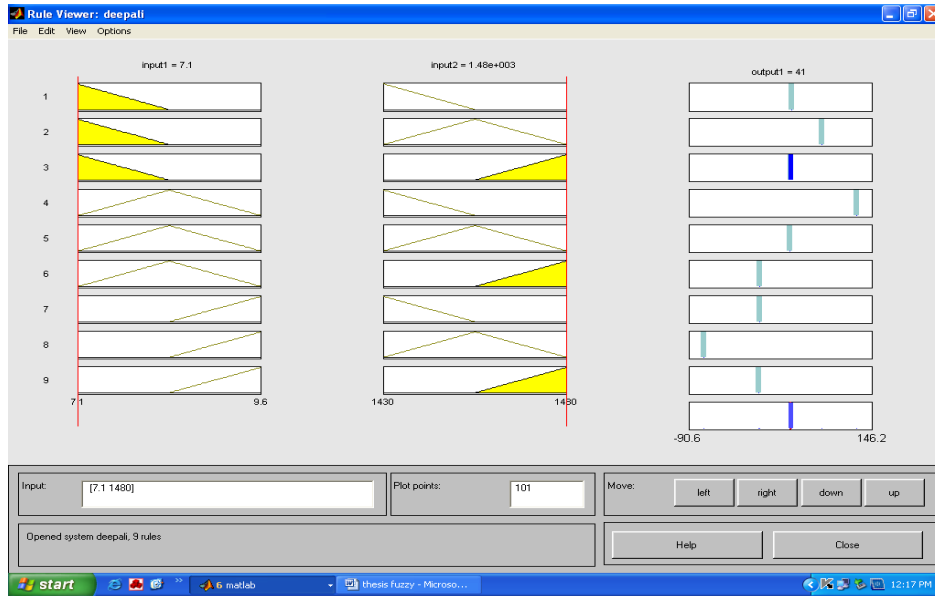 Rule Viewer: deepali
File Edit View Options
input1 = 7.1
input2 = 1.48e+003
output1 = 41
1
2
3
4
5
6
7
8
9
7.1 9.6
1430 1480
-90.6 146.2
Input: [7.1 1480]
Plot points: 101
Move: left right down up
Opened system deepali, 9 rules
Help Close
start
6 matlab
thesis fuzzy - Microso...
12:17 PM